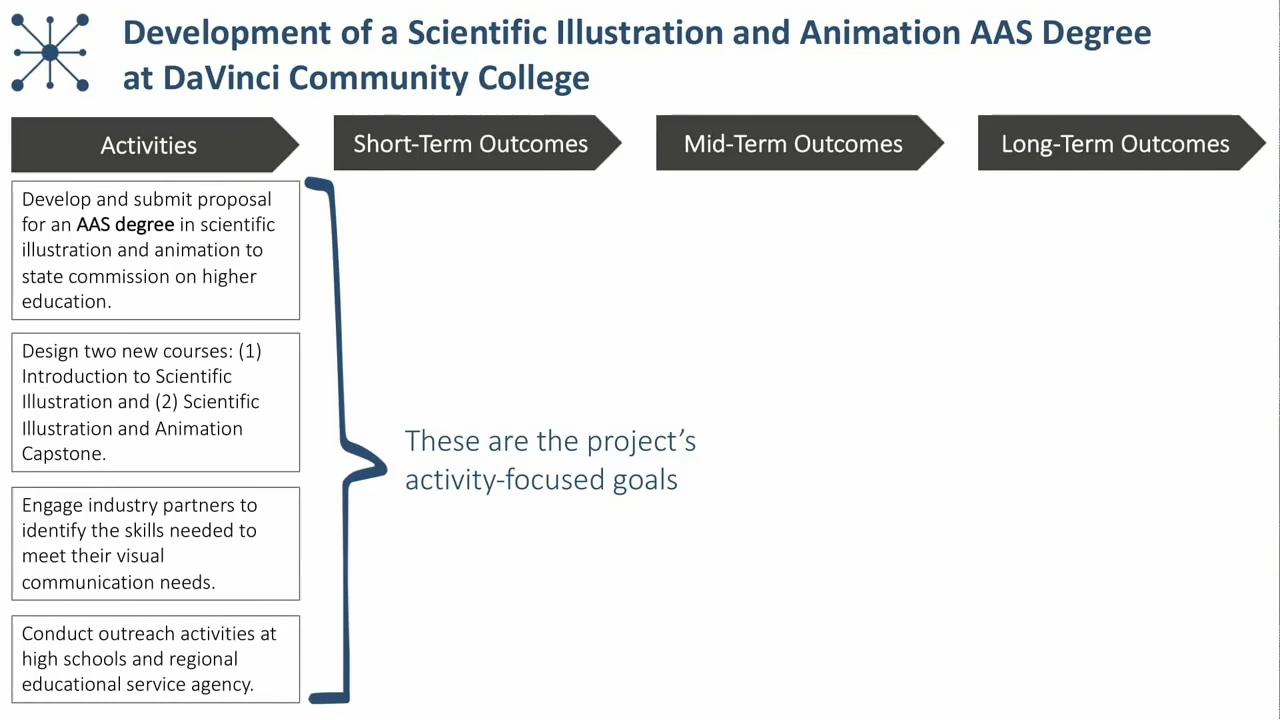 Development of a Scientific Illustration and Animation AAS Degree
at DaVinci Community College
Activities
Short-Term Outcomes
Mid-Term Outcomes
Long-Term Outcomes
Develop and submit proposal
for an AAS degree in scientific
illustration and animation to
state commission on higher
education.
Design two new courses: (1)
Introduction to Scientific
Illustration and (2) Scientific
Illustration and Animation
Capstone.
Engage industry partners to
identify the skills needed to
meet their visual
communication needs.
Conduct outreach activities at
high schools and regional
educational service agency.
These are the project’s
activity-focused goals